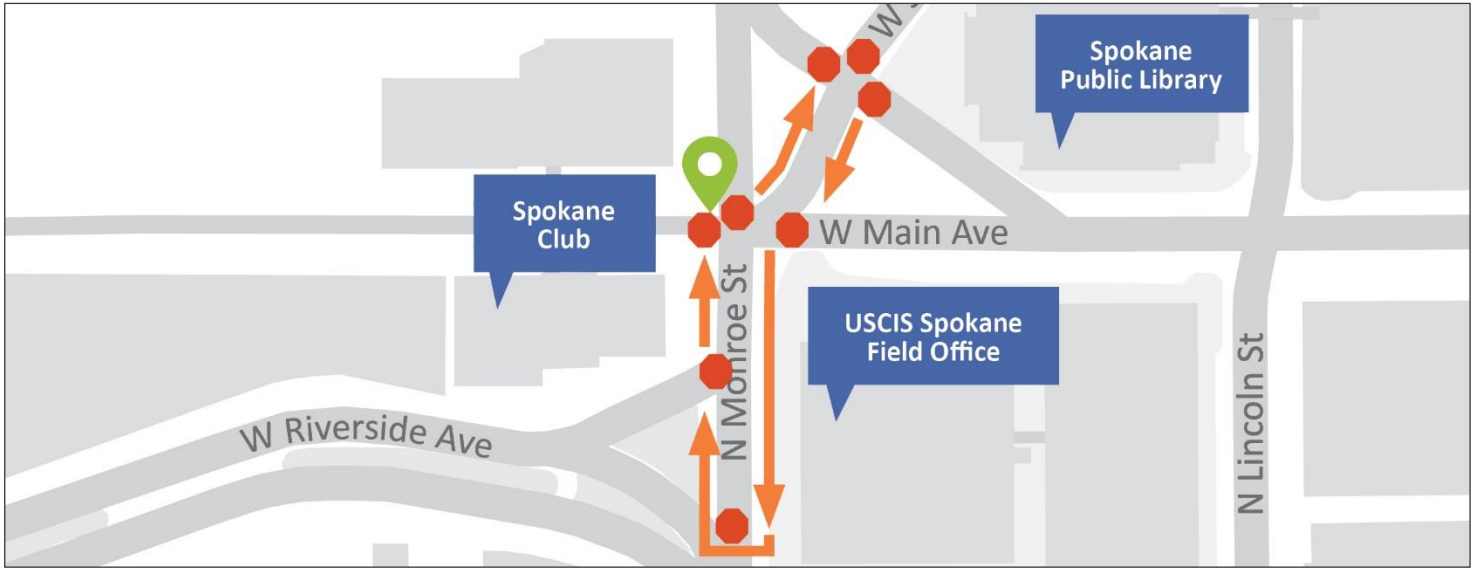 W
Spokane
Public Library
Spokane
Club
W Main Ave
N Monroe St
USCIS Spokane
Field Office
W Riverside Ave
N Lincoln St